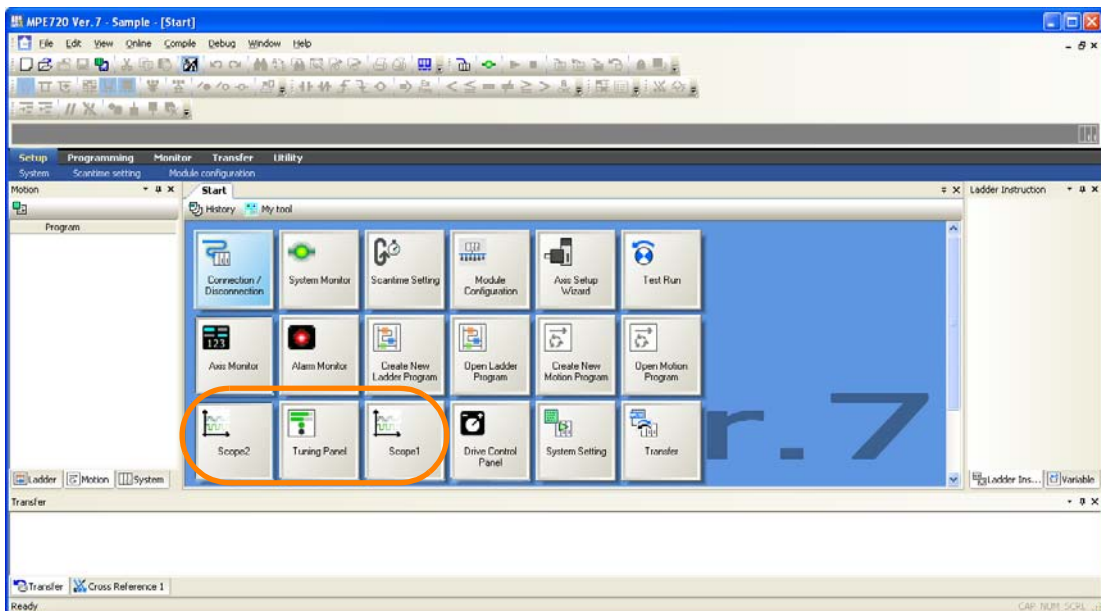 MPE720 Ver. 7 - Sample - [Start]
File Edit View Online Compile Debug Window Help
Setup Programming Monitor Transfer Utility
System Scantime setting Module configuration
Motion
Start
Ladder Instruction
History My tool
Program
Connection / Disconnection
System Monitor
Scantime Setting
Module Configuration
Axis Setup Wizard
Test Run
123
Axis Monitor
Alarm Monitor
Create New Ladder Program
Open Ladder Program
Create New Motion Program
Open Motion Program
Scope2
Tuning Panel
Scope1
Drive Control Panel
System Setting
Transfer
r.7
Ladder Motion System
Ladder Ins... Variable
Transfer
Transfer Cross Reference 1
Ready
CAP NUM SCRL